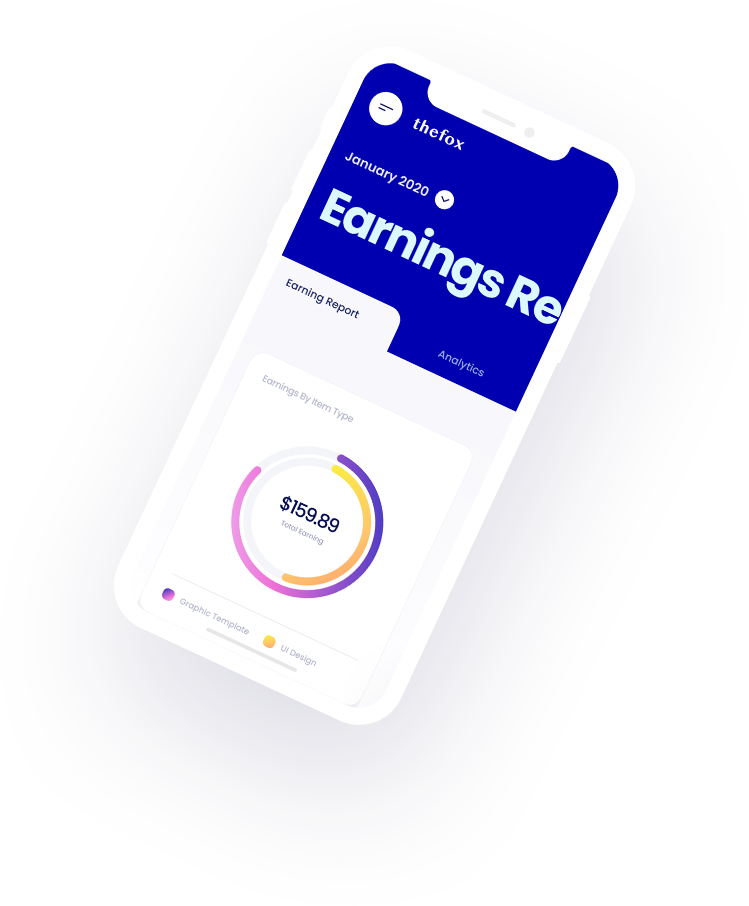 thefox
January 2020
Earnings Re
Earning Report
Analytics
Earnings By Item Type
$159.89
Total Earning
Graphic Template
UI Design